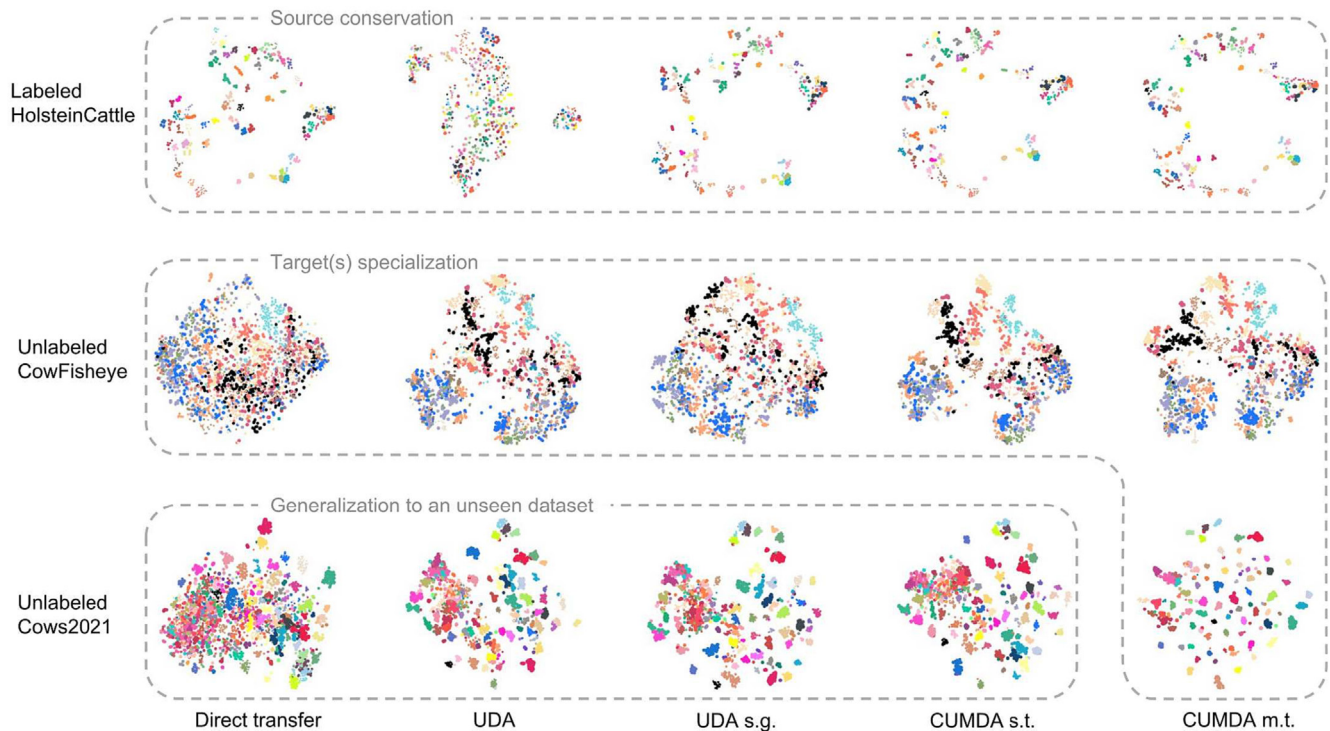 Source conservation
Labeled
HolsteinCattle
Target(s) specialization
Unlabeled
CowFisheye
Generalization to an unseen dataset
Unlabeled
Cows2021
Direct transfer UDA UDA s.g. CUMDA s.t. CUMDA m.t.